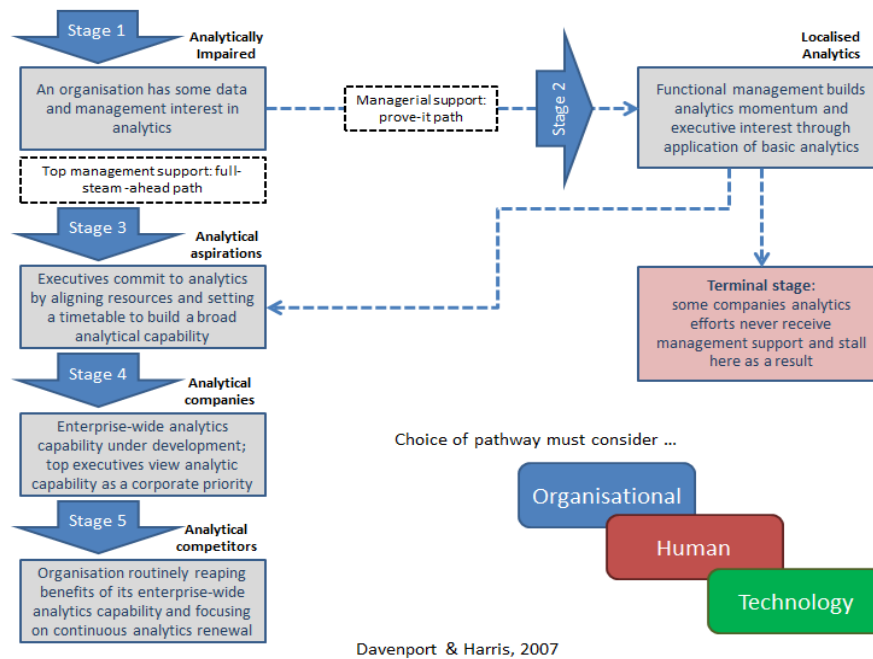 Stage 1
Analytically
Impaired
An organisation has some data
and management interest in
analytics
Managerial support:
prove-it path
Stage 2
Localised
Analytics
Functional management builds
analytics momentum and
executive interest through
application of basic analytics
Top management support: full-
steam -ahead path
Stage 3
Analytical
aspirations
Executives commit to analytics
by aligning resources and setting
a timetable to build a broad
analytical capability
Terminal stage:
some companies analytics
efforts never receive
management support and stall
here as a result
Stage 4
Analytical
companies
Enterprise-wide analytics
capability under development;
top executives view analytic
capability as a corporate priority
Stage 5
Analytical
competitors
Organisation routinely reaping
benefits of its enterprise-wide
analytics capability and focusing
on continuous analytics renewal
Choice of pathway must consider ...
Organisational
Human
Technology
Davenport & Harris, 2007